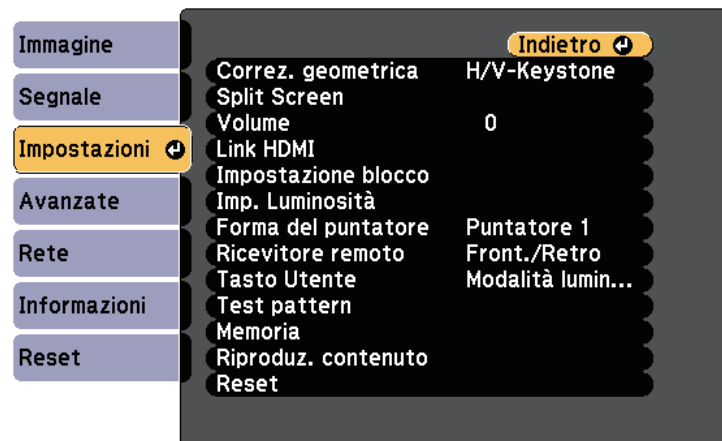 Immagine
Segnale
Impostazioni
Avanzate
Rete
Informazioni
Reset
Indietro
Correz. geometrica H/V-Keystone
Split Screen
Volume 0
Link HDMI
Impostazione blocco
Imp. Luminosità
Forma del puntatore Puntatore 1
Ricevitore remoto Front./Retro
Tasto Utente Modalità lumin...
Test pattern
Memoria
Riproduz. contenuto
Reset